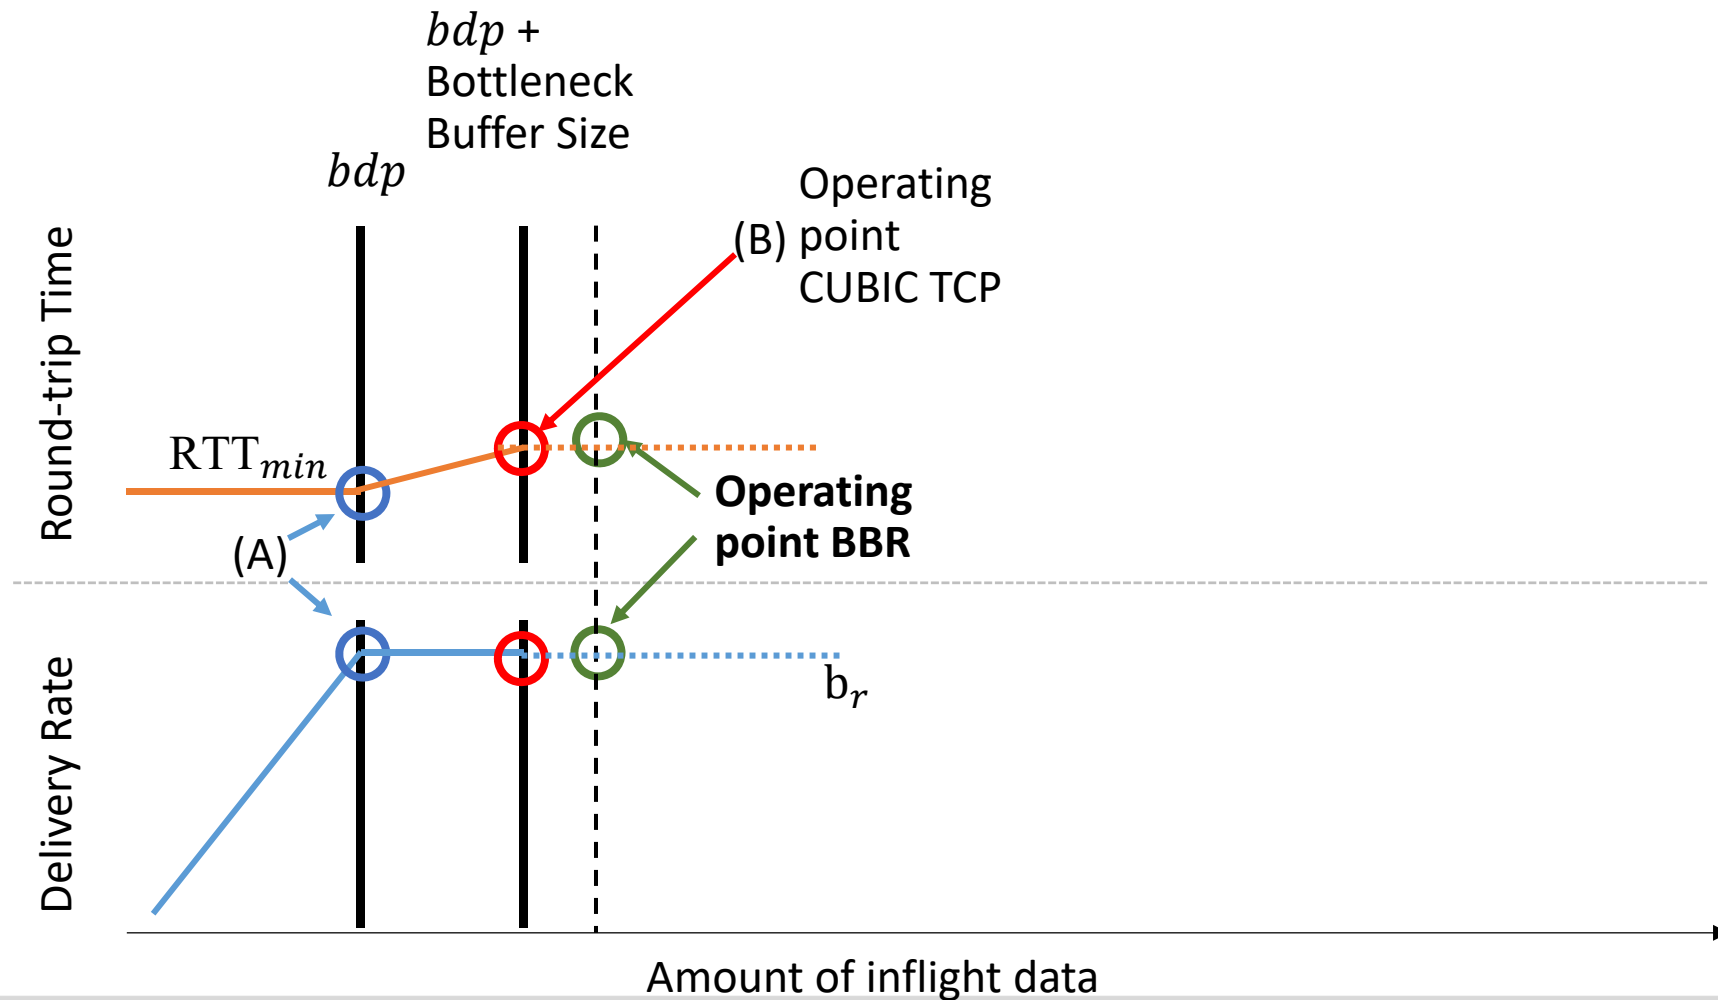 bdp +
Bottleneck
Buffer Size
bdp
Operating
(B) point
CUBIC TCP
Round-trip Time
RTTmin
Operating
point BBR
(A)
br
Delivery Rate
Amount of inflight data